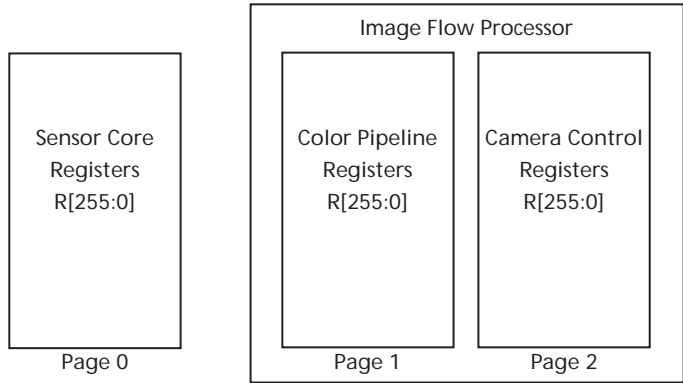 Image Flow Processor
Sensor Core
Registers
R[255:0]
Page 0
Color Pipeline
Registers
R[255:0]
Page 1
Camera Control
Registers
R[255:0]
Page 2